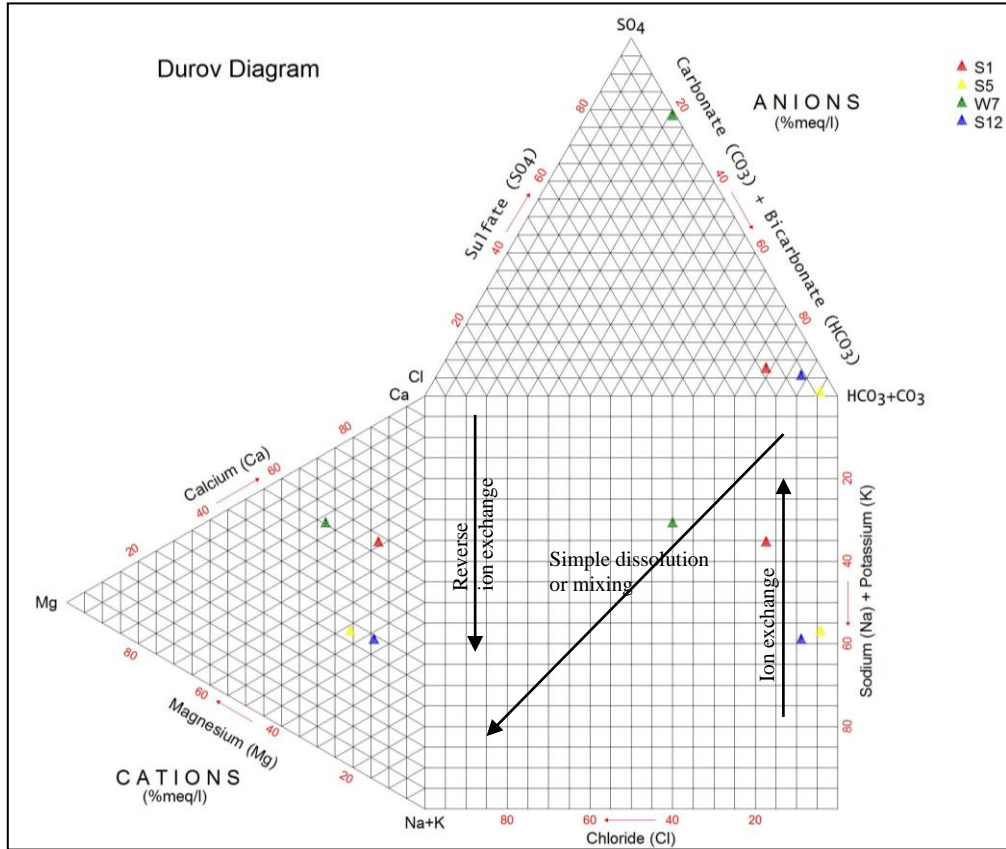 SO4
Durov Diagram
ANIONS
(%meq/l)
S1
S5
W7
S12
80
60
40
20
Sulfate (SO4)
20
40
60
80
Carbonate (CO3) + Bicarbonate (HCO3)
Cl
Ca
HCO3+CO3
80
60
40
20
Calcium (Ca)
Mg
80
60
40
20
Magnesium (Mg)
CATIONS
(%meq/l)
Na+K
Reverse
ion exchange
Simple dissolution
or mixing
Ion exchange
20
40
60
80
Sodium (Na) + Potassium (K)
80
60
40
20
Chloride (Cl)